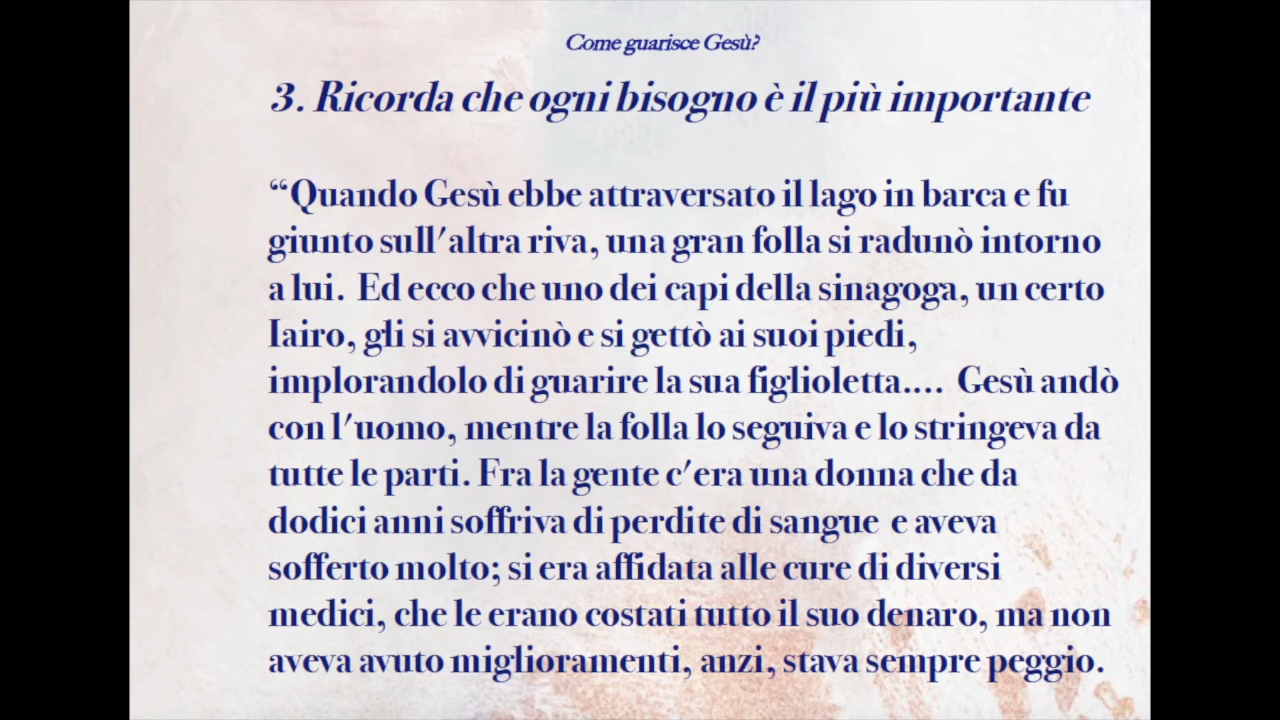 Come guarisce Gesù?
3. Ricorda che ogni bisogno è il più importante
“Quando Gesù ebbe attraversato il lago in barca e fu
giunto sull'altra riva, una gran folla si radunò intorno
a lui.  Ed ecco che uno dei capi della sinagoga, un certo
Iairo, gli si avvicinò e si gettò ai suoi piedi,
implorandolo di guarire la sua figlioletta....  Gesù andò
con l'uomo, mentre la folla lo seguiva e lo stringeva da
tutte le parti. Fra la gente c'era una donna che da
dodici anni soffriva di perdite di sangue  e aveva
sofferto molto; si era affidata alle cure di diversi
medici, che le erano costati tutto il suo denaro, ma non
aveva avuto miglioramenti, anzi, stava sempre peggio.